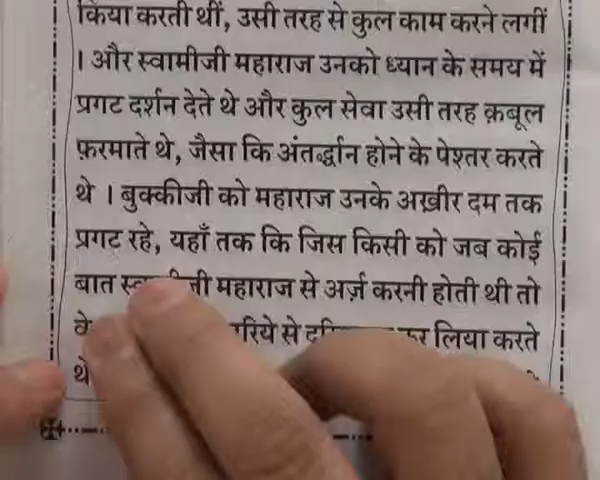 किया करती थीं, उसी तरह से कुल काम करने लगीं
। और स्वामीजी महाराज उनको ध्यान के समय में
प्रगट दर्शन देते थे और कुल सेवा उसी तरह क़बूल
फ़रमाते थे, जैसा कि अंतर्द्धान होने के पेश्तर करते
थे । बुक्कीजी को महाराज उनके अख़ीर दम तक
प्रगट रहे, यहाँ तक कि जिस किसी को जब कोई
बात महाराज से अर्ज़ करनी होती थी तो
से कर लिया करते
थे